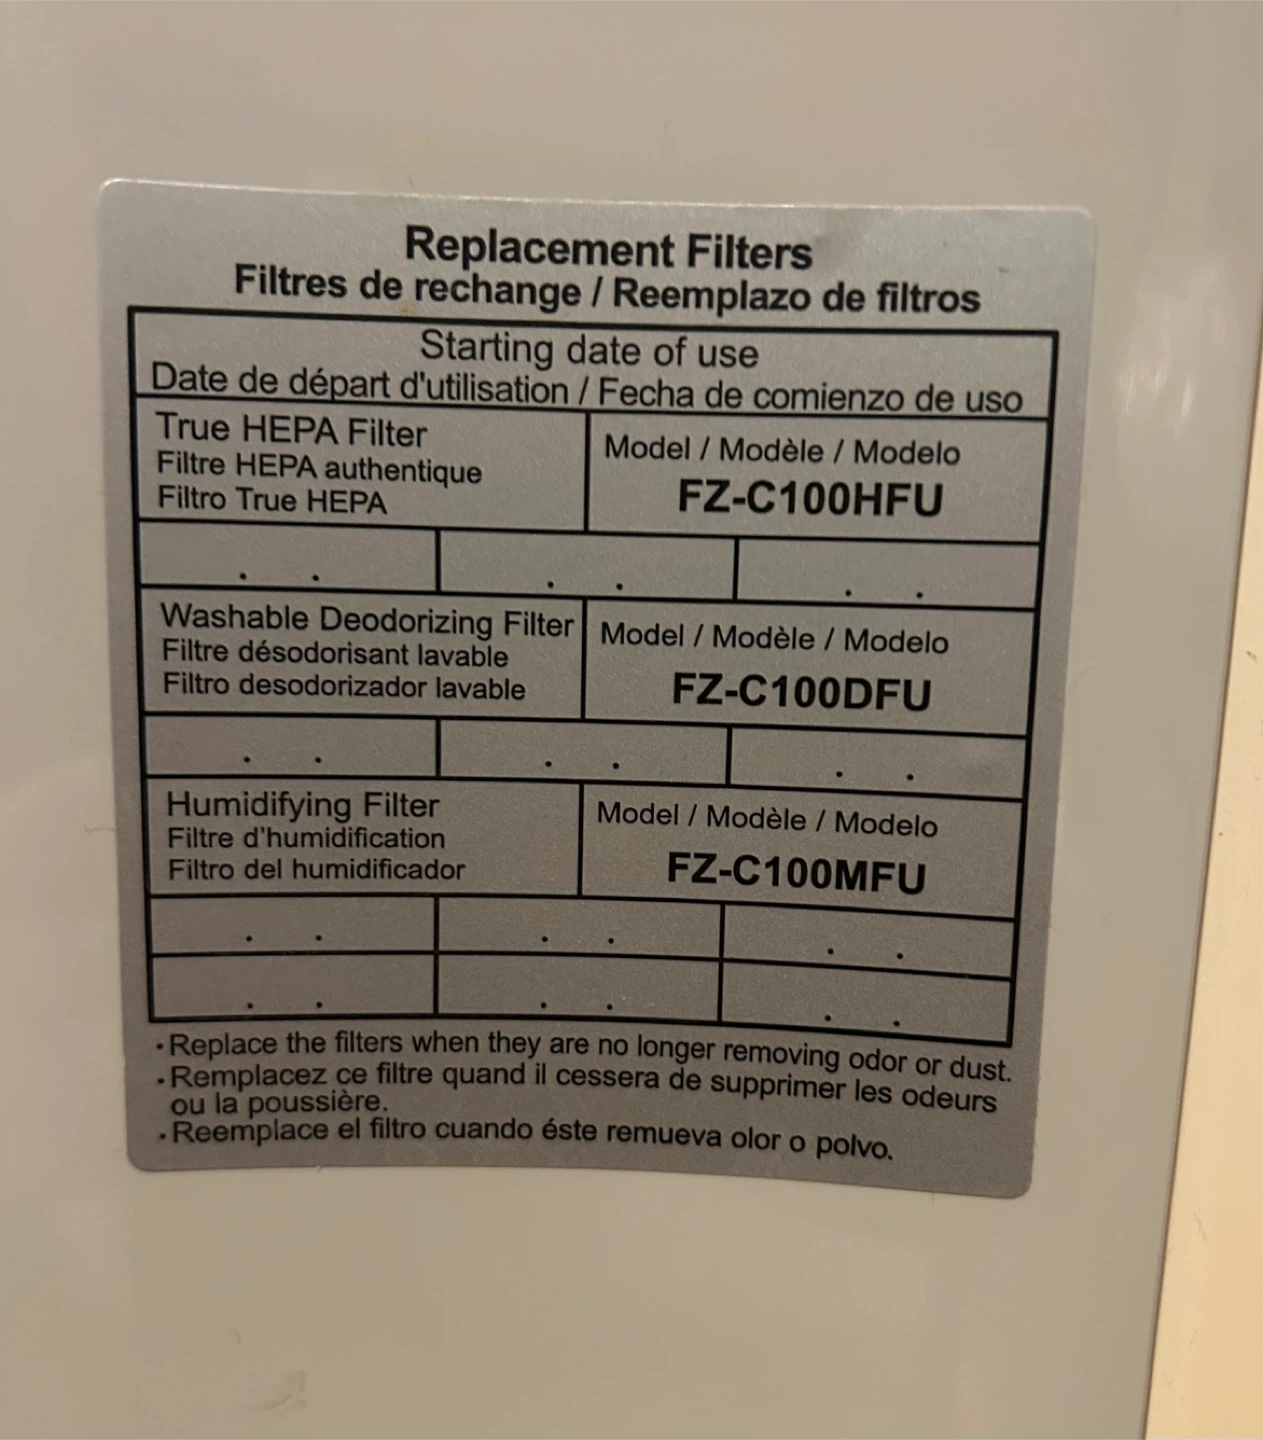 Replacement Filters
Filtres de rechange / Reemplazo de filtros
Starting date of use
Date de départ d'utilisation / Fecha de comienzo de uso
True HEPA Filter
Filtre HEPA authentique
Filtro True HEPA
Model / Modèle / Modelo
FZ-C100HFU
. . . . . .
Washable Deodorizing Filter
Filtre désodorisant lavable
Filtro desodorizador lavable
Model / Modèle / Modelo
FZ-C100DFU
. . . . . .
Humidifying Filter
Filtre d'humidification
Filtro del humidificador
Model / Modèle / Modelo
FZ-C100MFU
. . . . . .
. . . . . .
· Replace the filters when they are no longer removing odor or dust.
· Remplacez ce filtre quand il cessera de supprimer les odeurs
ou la poussière.
· Reemplace el filtro cuando éste remueva olor o polvo.